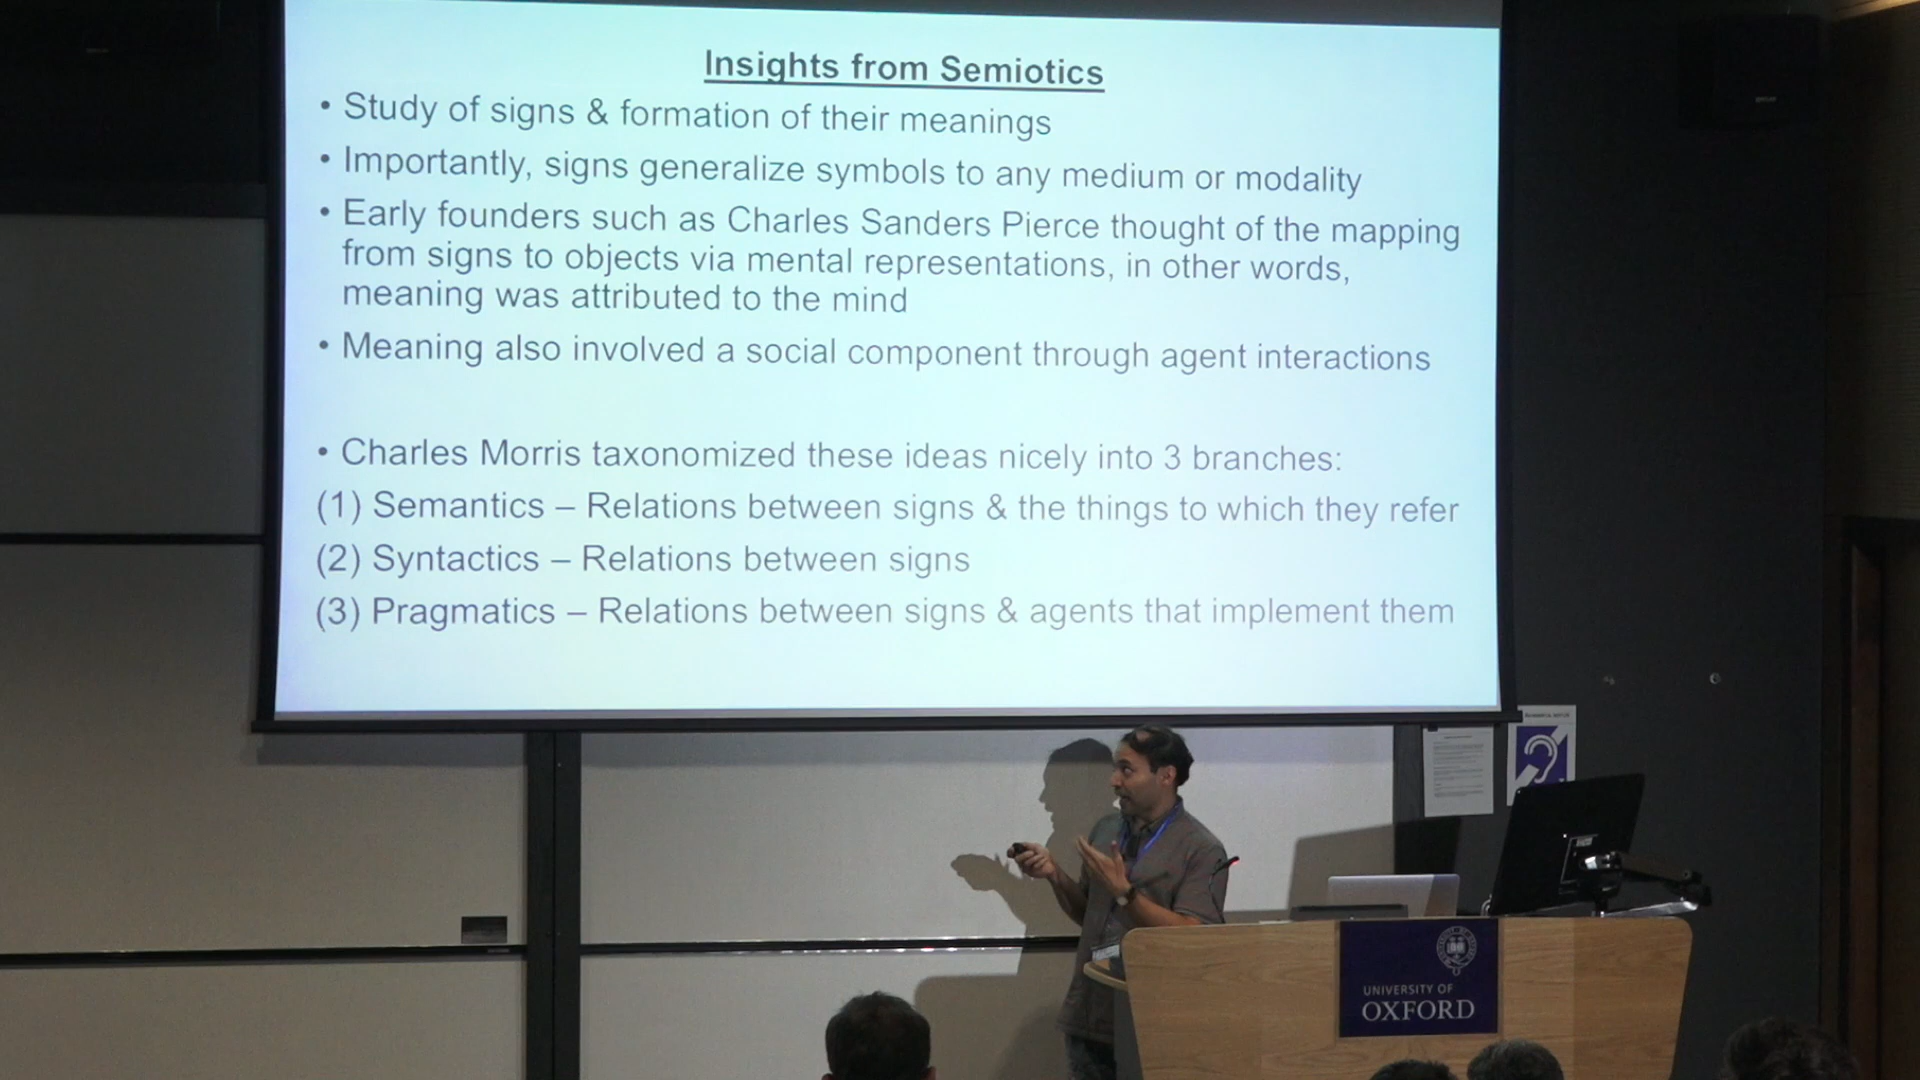 Insights from Semiotics
• Study of signs & formation of their meanings
• Importantly, signs generalize symbols to any medium or modality
• Early founders such as Charles Sanders Pierce thought of the mapping
from signs to objects via mental representations, in other words,
meaning was attributed to the mind
• Meaning also involved a social component through agent interactions
• Charles Morris taxonomized these ideas nicely into 3 branches:
(1) Semantics – Relations between signs & the things to which they refer
(2) Syntactics – Relations between signs
(3) Pragmatics – Relations between signs & agents that implement them
UNIVERSITY OF
OXFORD